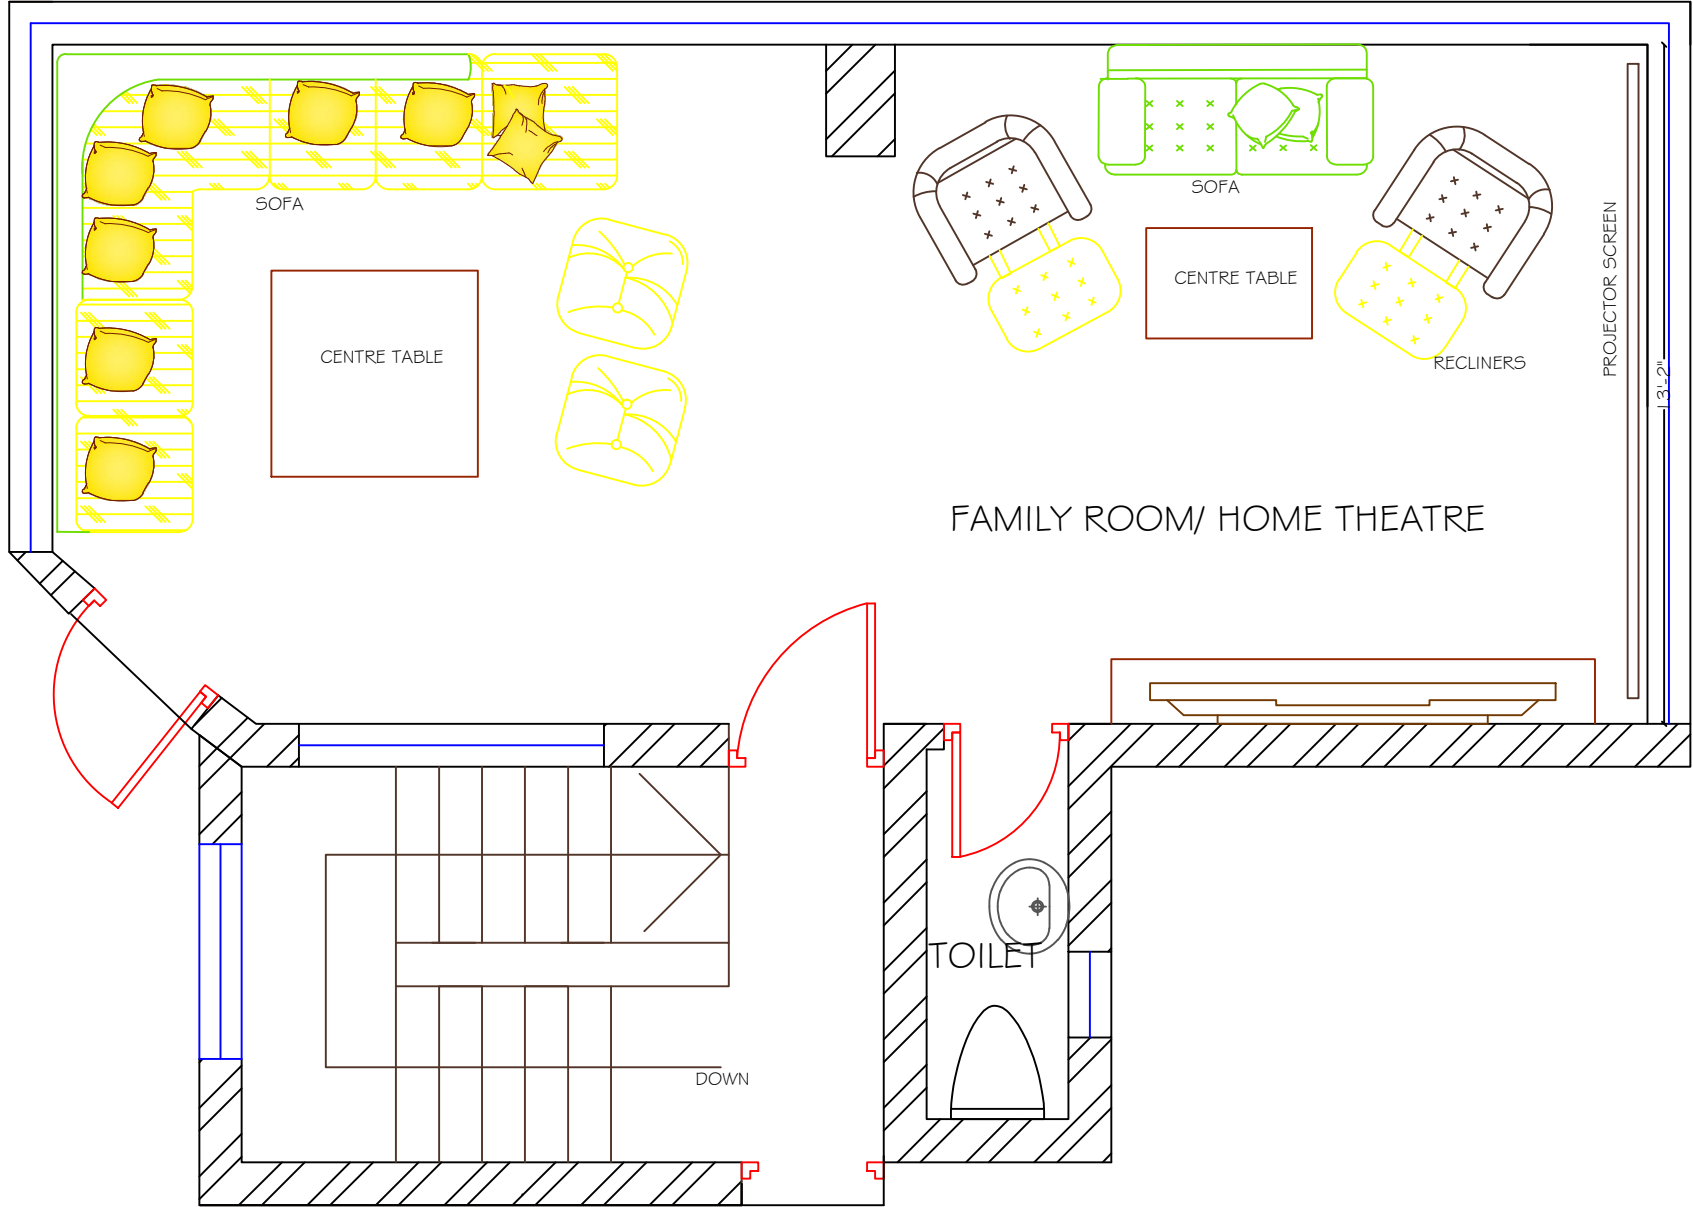 SOFA
SOFA
PROJECTOR SCREEN
CENTRE TABLE
CENTRE TABLE
RECLINERS
13'-2"
FAMILY ROOM/ HOME THEATRE
TOILET
DOWN